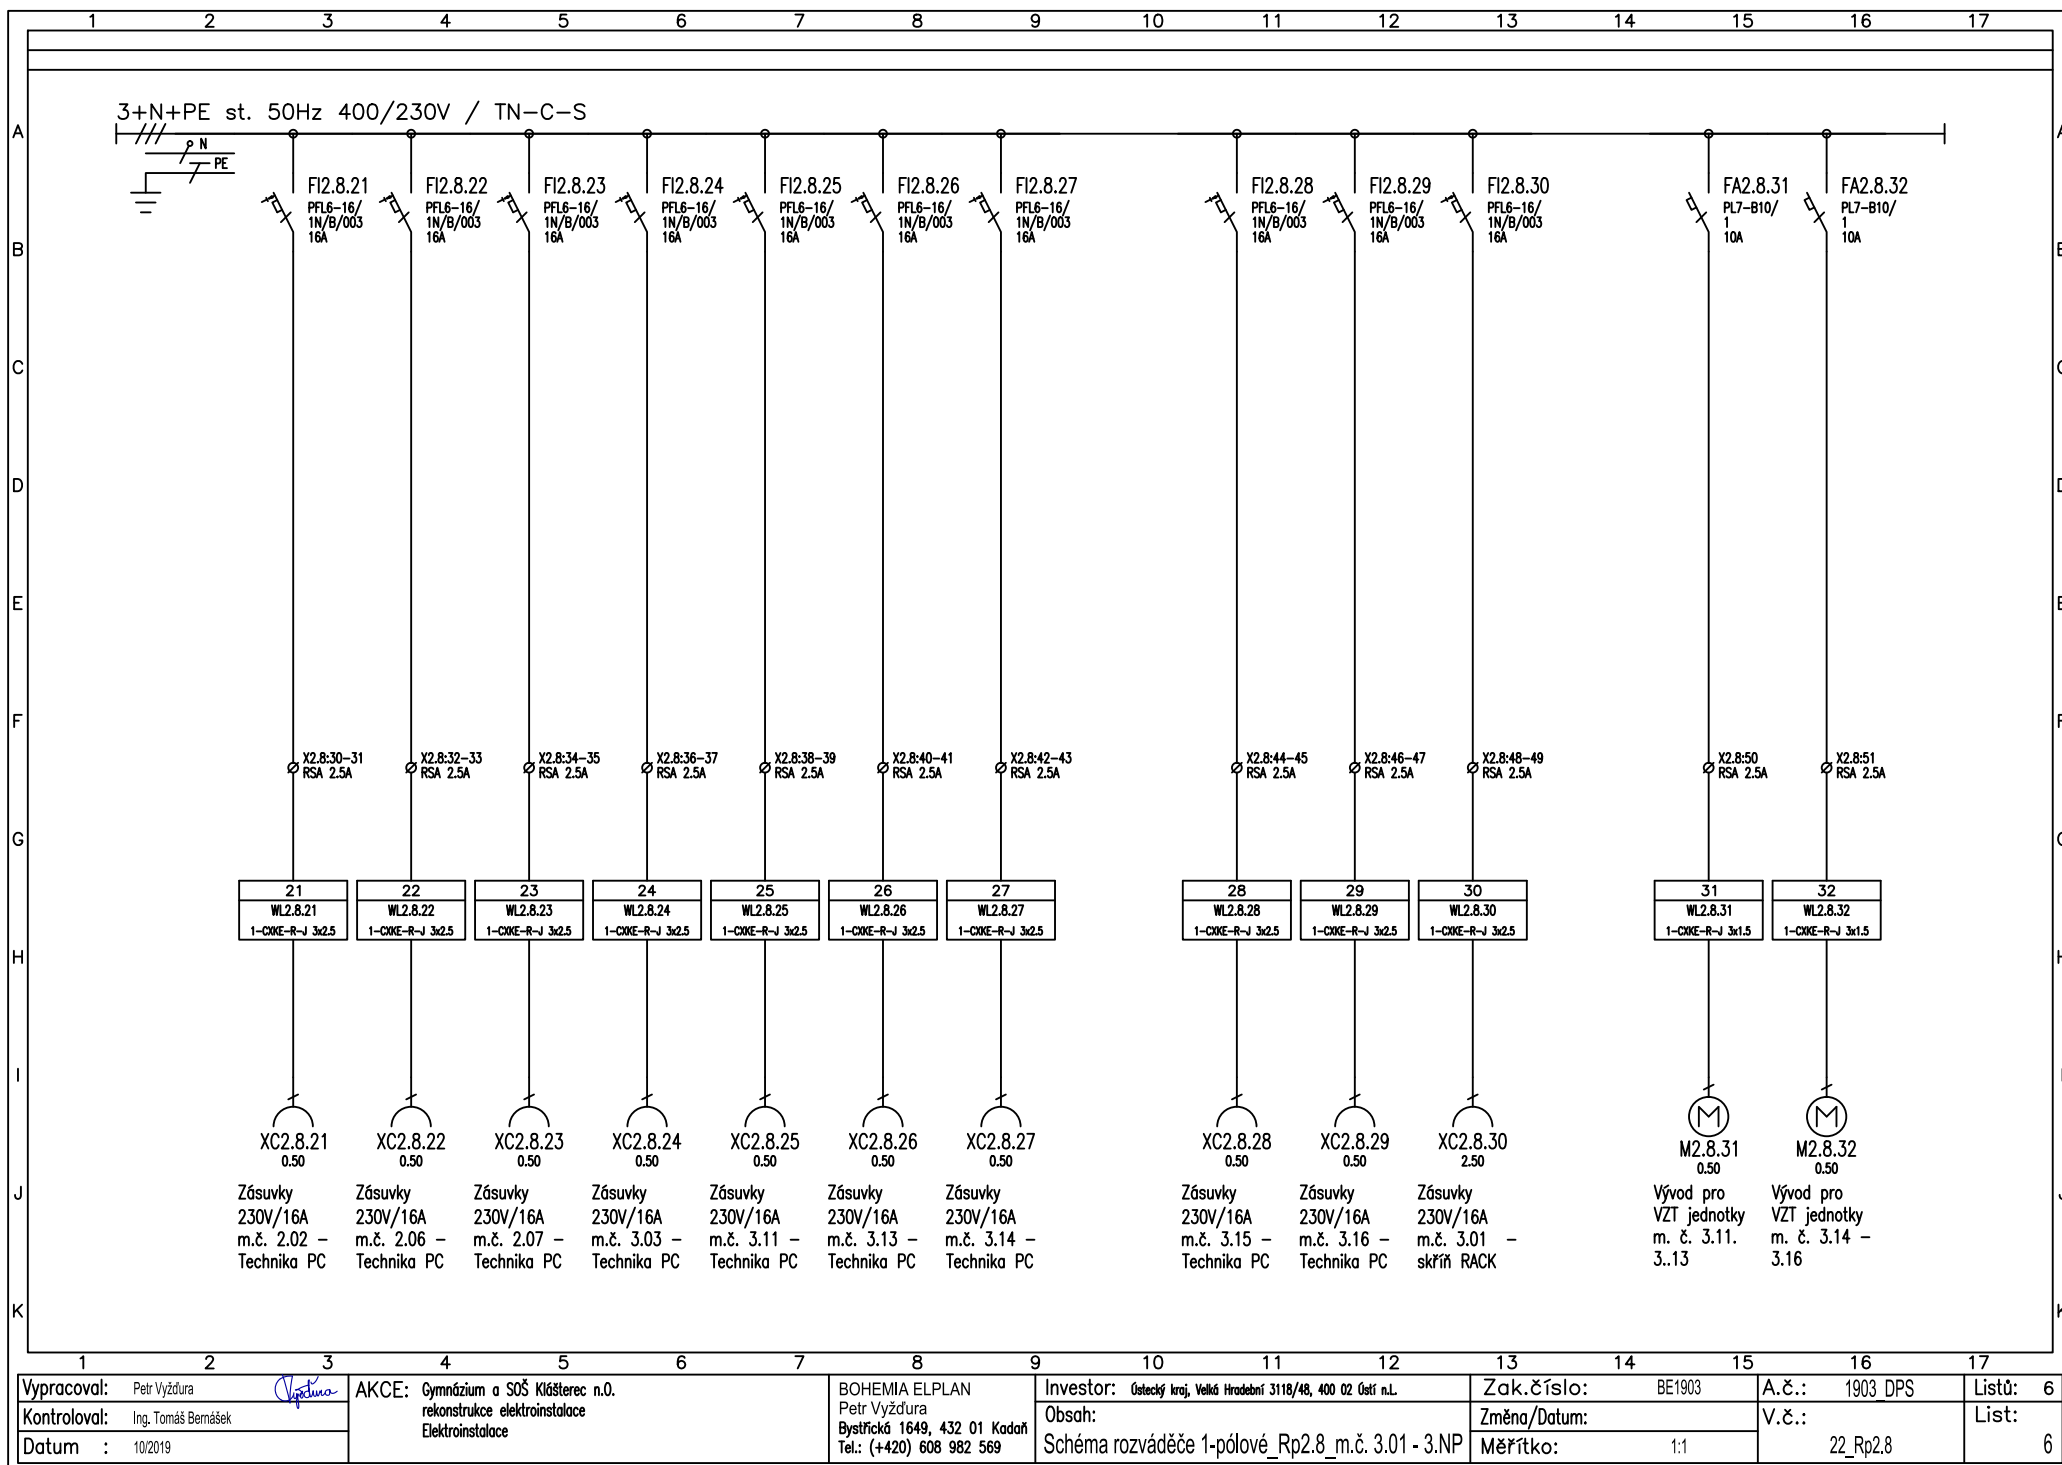 1 2 3 4 5 6 7 8 9 10 11 12 13 14 15 16 17
3+N+PE st. 50Hz 400/230V / TN-C-S
A
N
PE
FI2.8.21 FI2.8.22 FI2.8.23 FI2.8.24 FI2.8.25 FI2.8.26 FI2.8.27 FI2.8.28 FI2.8.29 FI2.8.30 FA2.8.31 FA2.8.32
PFL6-16/ PFL6-16/ PFL6-16/ PFL6-16/ PFL6-16/ PFL6-16/ PFL6-16/ PFL6-16/ PFL6-16/ PFL6-16/ PL7-B10/ PL7-B10/
1N/B/003 1N/B/003 1N/B/003 1N/B/003 1N/B/003 1N/B/003 1N/B/003 1N/B/003 1N/B/003 1N/B/003 1 1
16A 16A 16A 16A 16A 16A 16A 16A 16A 16A 10A 10A
B
C
D
E
F
X2.8:30-31 X2.8:32-33 X2.8:34-35 X2.8:36-37 X2.8:38-39 X2.8:40-41 X2.8:42-43 X2.8:44-45 X2.8:46-47 X2.8:48-49 X2.8:50 X2.8:51
RSA 2.5A RSA 2.5A RSA 2.5A RSA 2.5A RSA 2.5A RSA 2.5A RSA 2.5A RSA 2.5A RSA 2.5A RSA 2.5A RSA 2.5A RSA 2.5A
G
21 22 23 24 25 26 27 28 29 30 31 32
WL2.8.21 WL2.8.22 WL2.8.23 WL2.8.24 WL2.8.25 WL2.8.26 WL2.8.27 WL2.8.28 WL2.8.29 WL2.8.30 WL2.8.31 WL2.8.32
1-CXKE-R-J 3x2.5 1-CXKE-R-J 3x2.5 1-CXKE-R-J 3x2.5 1-CXKE-R-J 3x2.5 1-CXKE-R-J 3x2.5 1-CXKE-R-J 3x2.5 1-CXKE-R-J 3x2.5 1-CXKE-R-J 3x2.5 1-CXKE-R-J 3x2.5 1-CXKE-R-J 3x2.5 1-CXKE-R-J 3x1.5 1-CXKE-R-J 3x1.5
H
I
M M
XC2.8.21 XC2.8.22 XC2.8.23 XC2.8.24 XC2.8.25 XC2.8.26 XC2.8.27 XC2.8.28 XC2.8.29 XC2.8.30 M2.8.31 M2.8.32
0.50 0.50 0.50 0.50 0.50 0.50 0.50 0.50 0.50 2.50 0.50 0.50
J
Zásuvky Zásuvky Zásuvky Zásuvky Zásuvky Zásuvky Zásuvky Zásuvky Zásuvky Zásuvky Vývod pro Vývod pro
230V/16A 230V/16A 230V/16A 230V/16A 230V/16A 230V/16A 230V/16A 230V/16A 230V/16A 230V/16A VZT jednotky VZT jednotky
m.č. 2.02 - m.č. 2.06 - m.č. 2.07 - m.č. 3.03 - m.č. 3.11 - m.č. 3.13 - m.č. 3.14 - m.č. 3.15 - m.č. 3.16 - m.č. 3.01 - m. č. 3.11. m. č. 3.14 -
Technika PC Technika PC Technika PC Technika PC Technika PC Technika PC Technika PC Technika PC Technika PC skříň RACK 3..13 3.16
K
1 2 3 4 5 6 7 8 9 10 11 12 13 14 15 16 17
Vypracoval: Petr Vyžďura
Kontroloval: Ing. Tomáš Bernášek
Datum : 10/2019
AKCE: Gymnázium a SOŠ Klášterec n.O.
rekonstrukce elektroinstalace
Elektroinstalace
BOHEMIA ELPLAN
Petr Vyžďura
Bystřická 1649, 432 01 Kadaň
Tel.: (+420) 608 982 569
Investor: Ústecký kraj, Velká Hradební 3118/48, 400 02 Ústí n.L.
Obsah:
Schéma rozváděče 1-pólové_Rp2.8_m.č. 3.01 - 3.NP
Zak.číslo: BE1903
Změna/Datum:
Měřítko: 1:1
A.č.: 1903_DPS
V.č.:
22_Rp2.8
Listů: 6
List:
6